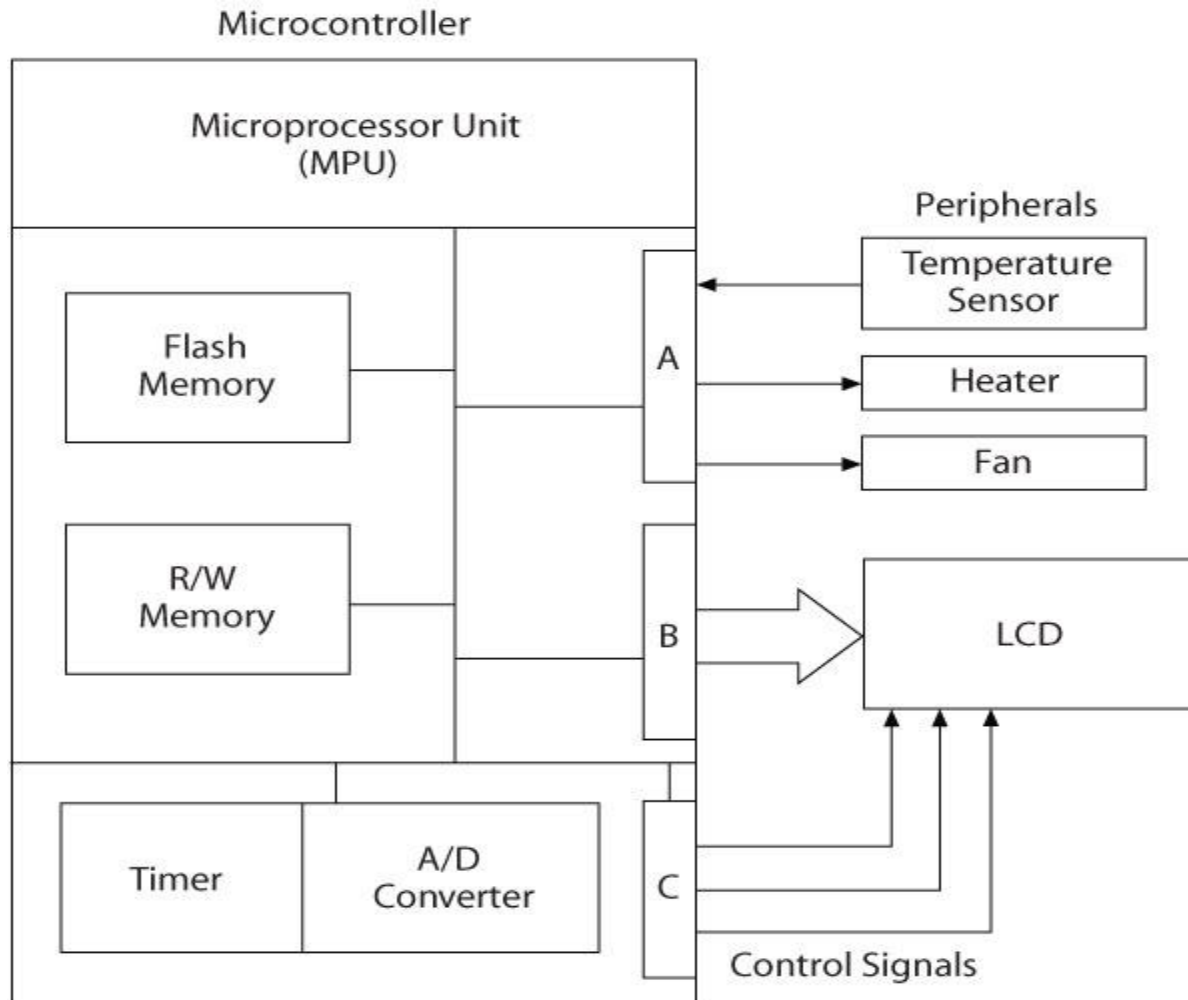 Microcontroller
Microprocessor Unit
(MPU)
Peripherals
Temperature
Sensor
Flash
Memory
A
Heater
Fan
R/W
Memory
B
LCD
Timer
A/D
Converter
C
Control Signals